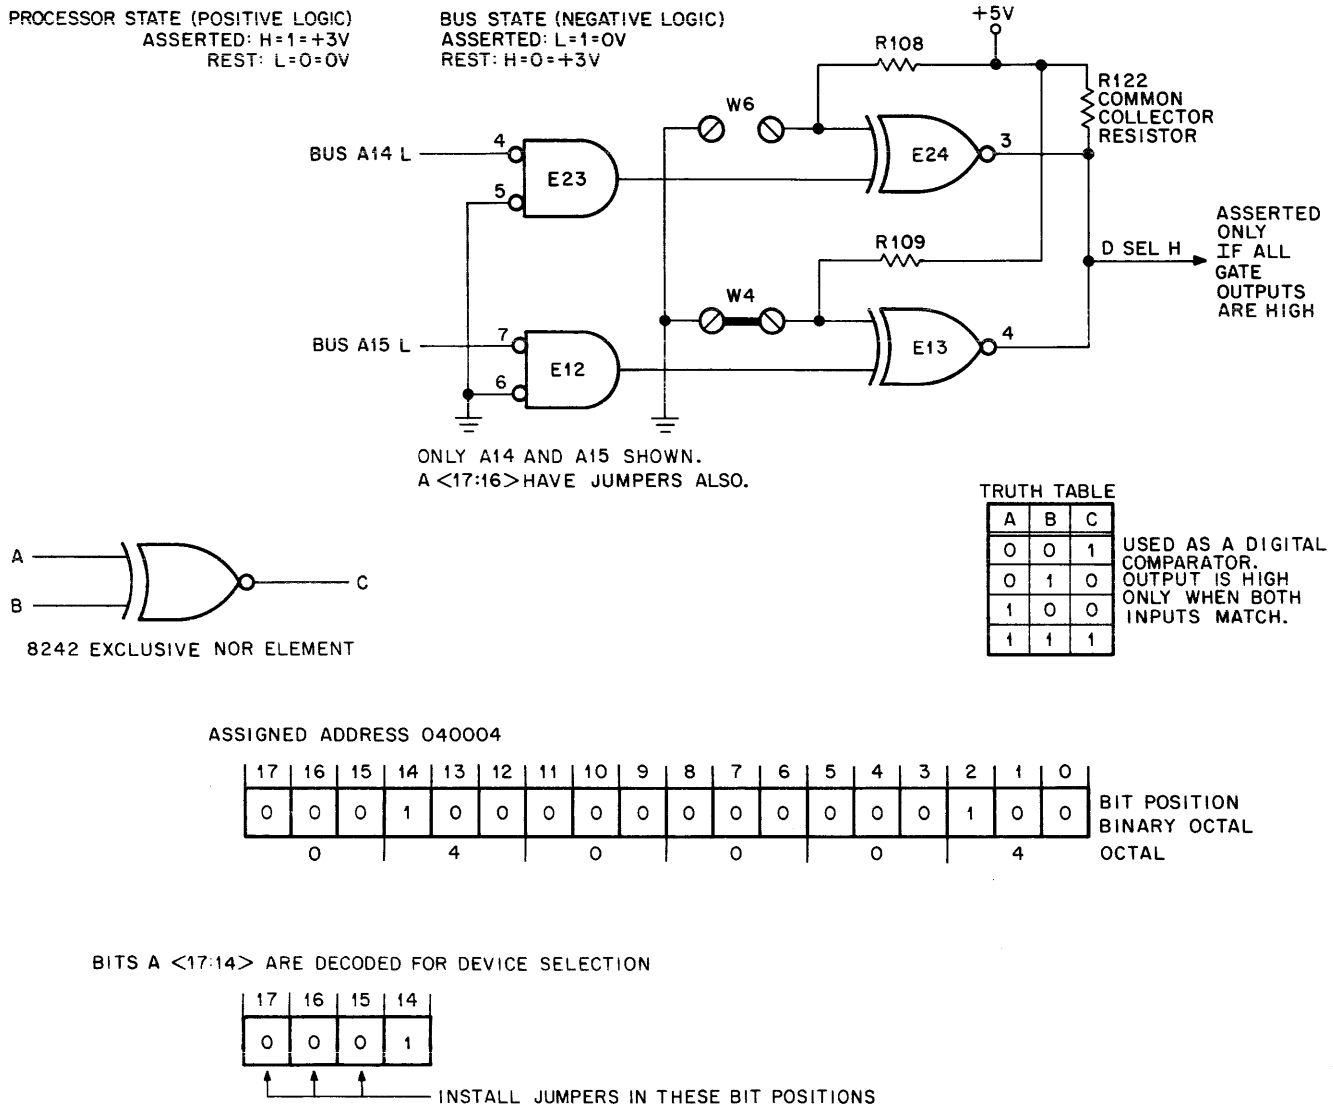 PROCESSOR STATE (POSITIVE LOGIC)
ASSERTED: H=1=+3V
REST: L=0=0V
BUS STATE (NEGATIVE LOGIC)
ASSERTED: L=1=0V
REST: H=0=+3V
+5V
R108
R122
COMMON
COLLECTOR
RESISTOR
W6
BUS A14 L
4
5
E23
E24
3
R109
D SEL H
ASSERTED
ONLY
IF ALL
GATE
OUTPUTS
ARE HIGH
W4
BUS A15 L
7
6
E12
E13
4
ONLY A14 AND A15 SHOWN.
A <17:16> HAVE JUMPERS ALSO.
A
B
C
8242 EXCLUSIVE NOR ELEMENT
TRUTH TABLE
A B C
0 0 1
0 1 0
1 0 0
1 1 1
USED AS A DIGITAL
COMPARATOR.
OUTPUT IS HIGH
ONLY WHEN BOTH
INPUTS MATCH.
ASSIGNED ADDRESS 040004
17 16 15 14 13 12 11 10 9 8 7 6 5 4 3 2 1 0
BIT POSITION
0 0 0 1 0 0 0 0 0 0 0 0 0 0 0 1 0 0
BINARY OCTAL
0 4 0 0 0 4
OCTAL
BITS A <17:14> ARE DECODED FOR DEVICE SELECTION
17 16 15 14
0 0 0 1
INSTALL JUMPERS IN THESE BIT POSITIONS